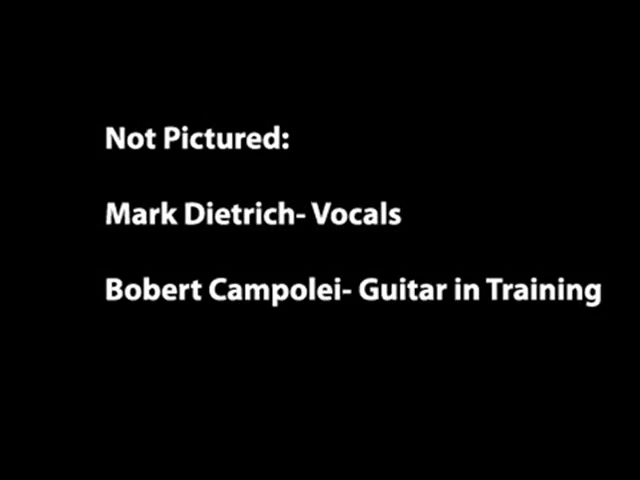 Not Pictured:
Mark Dietrich- Vocals
Bobert Campolei- Guitar in Training